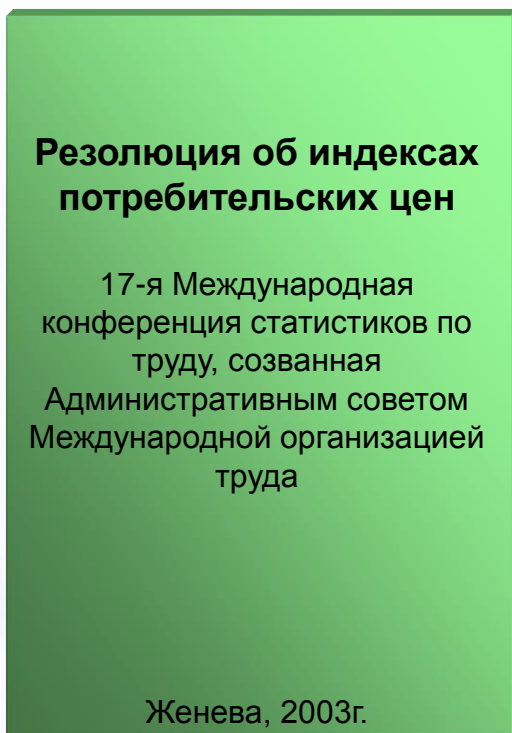 Резолюция об индексах
потребительских цен
17-я Международная
конференция статистиков по
труду, созванная
Административным советом
Международной организацией
труда
Женева, 2003г.